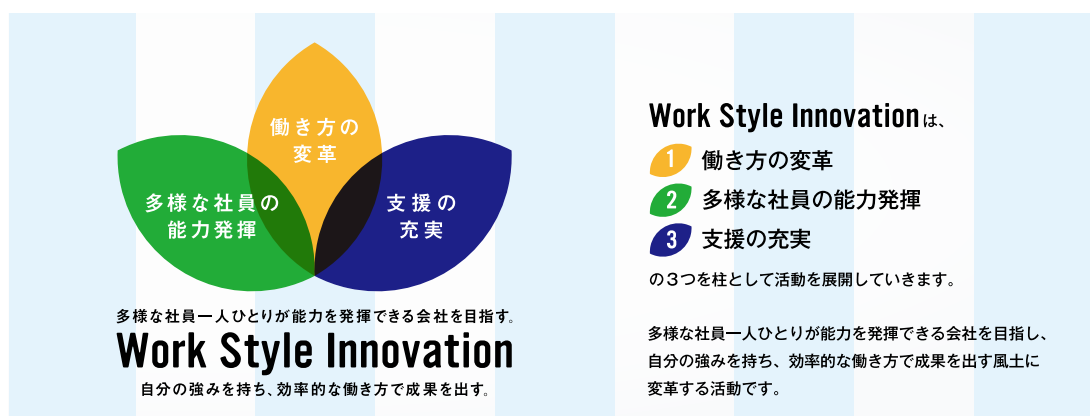 働き方の
変革
多様な社員の
能力発揮
支援の
充実
多様な社員一人ひとりが能力を発揮できる会社を目指す。
Work Style Innovation
自分の強みを持ち、効率的な働き方で成果を出す。
Work Style Innovationは、
1 働き方の変革
2 多様な社員の能力発揮
3 支援の充実
の3つを柱として活動を展開していきます。
多様な社員一人ひとりが能力を発揮できる会社を目指し、
自分の強みを持ち、効率的な働き方で成果を出す風土に
変革する活動です。